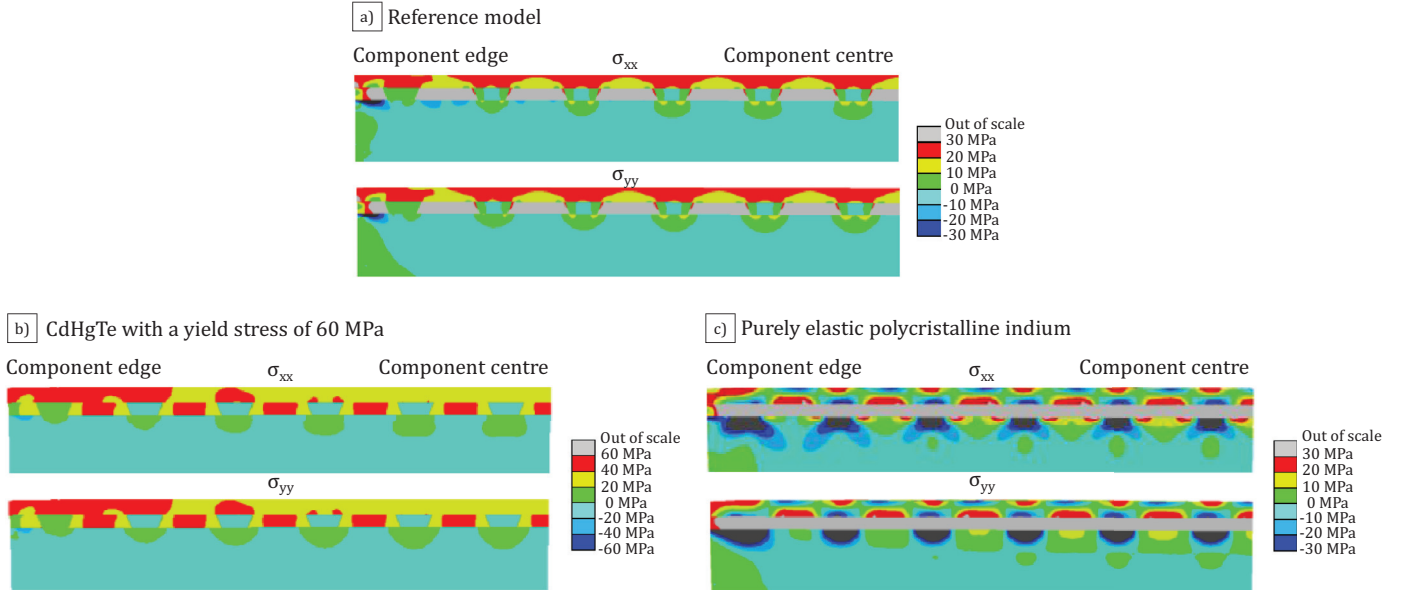 a) Reference model
Component edge σxx Component centre
Out of scale
30 MPa
20 MPa
10 MPa
0 MPa
-10 MPa
-20 MPa
-30 MPa
σyy
b) CdHgTe with a yield stress of 60 MPa
Component edge σxx Component centre
Out of scale
60 MPa
40 MPa
20 MPa
0 MPa
-20 MPa
-40 MPa
-60 MPa
σyy
c) Purely elastic polycristalline indium
Component edge σxx Component centre
Out of scale
30 MPa
20 MPa
10 MPa
0 MPa
-10 MPa
-20 MPa
-30 MPa
σyy